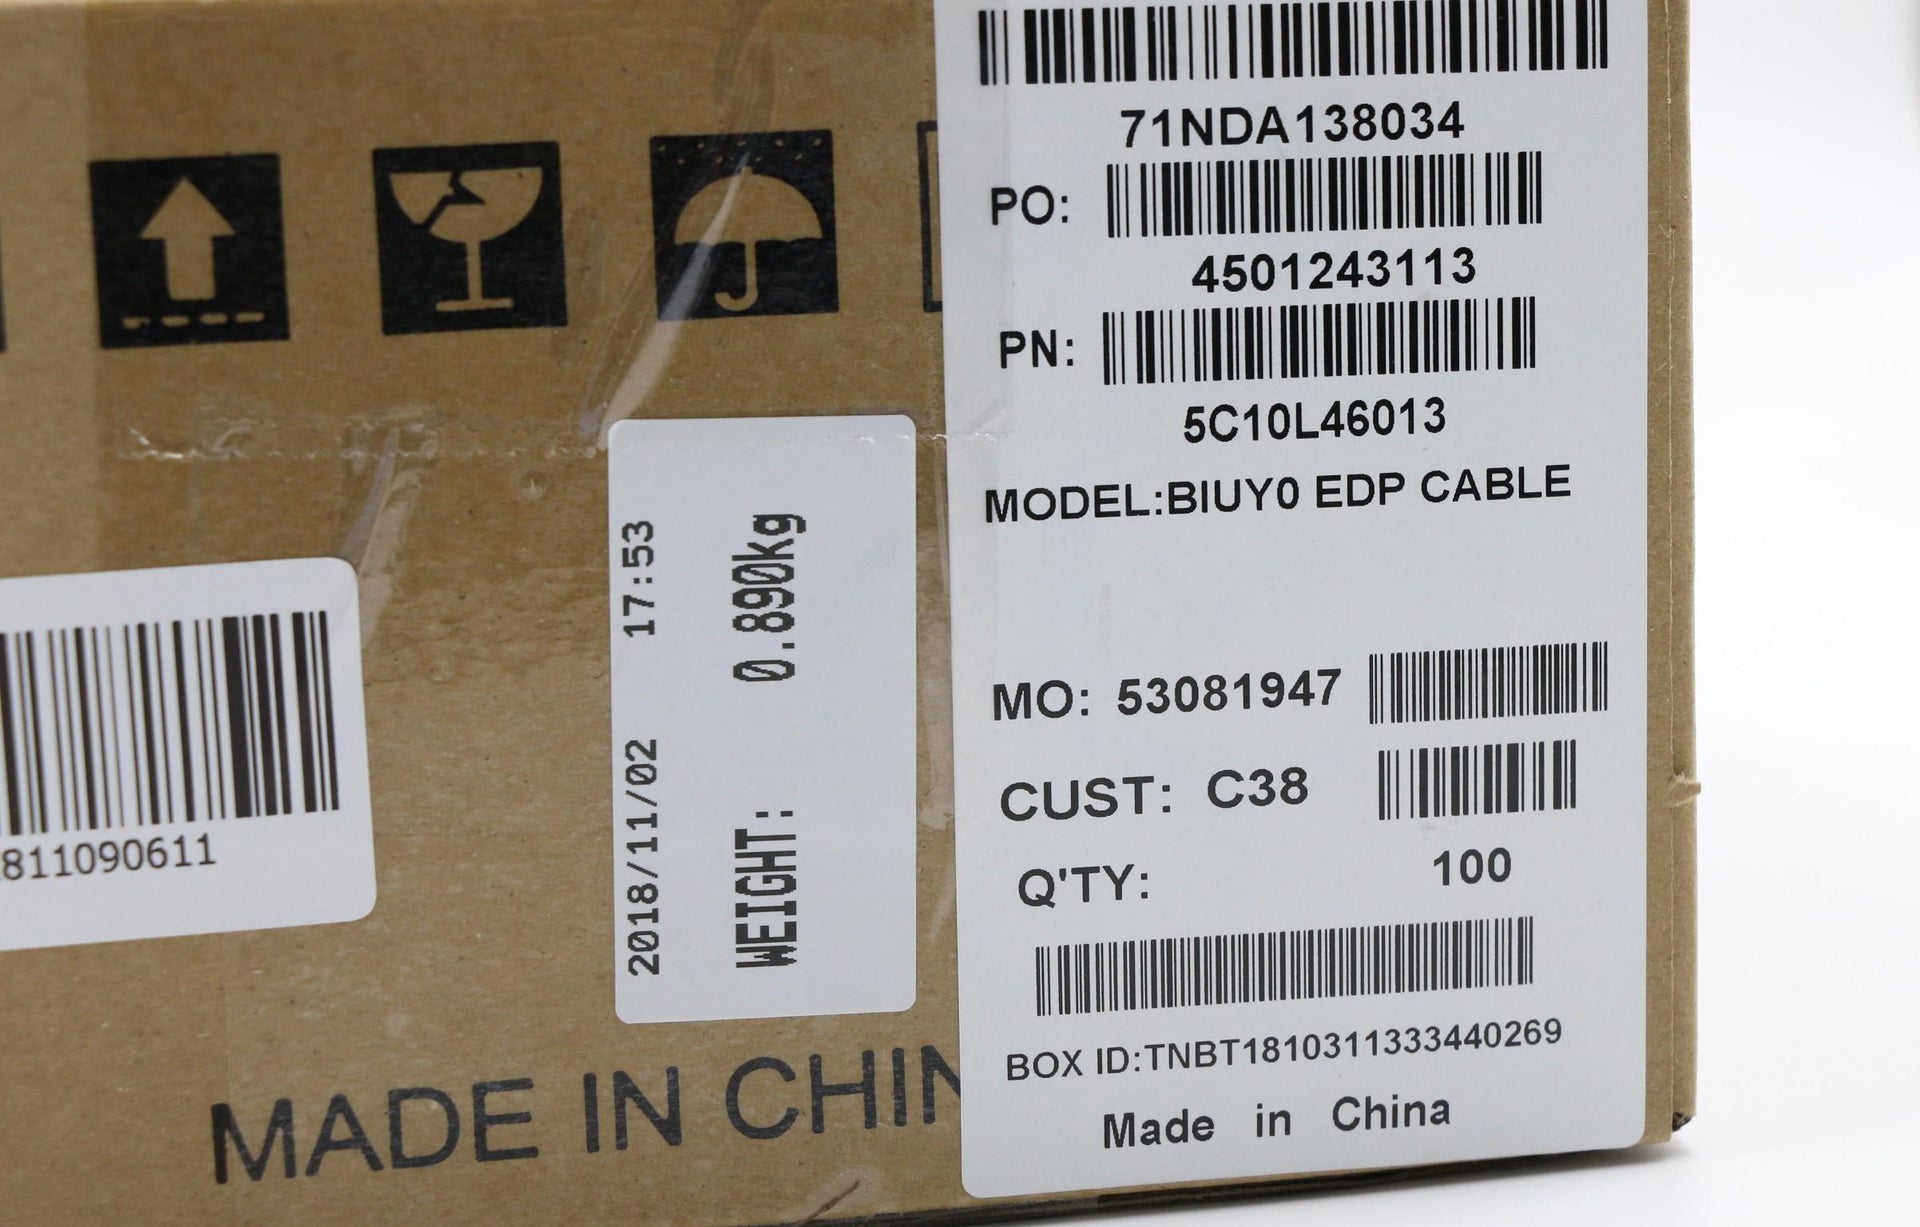 71NDA138034
PO:
4501243113
PN:
5C10L46013
MODEL:BIUY0 EDP CABLE
MO: 53081947
CUST: C38
Q'TY: 100
BOX ID:TNBT1810311333440269
Made in China
2018/11/02 17:53
WEIGHT: 0.890kg
811090611
MADE IN CHIN